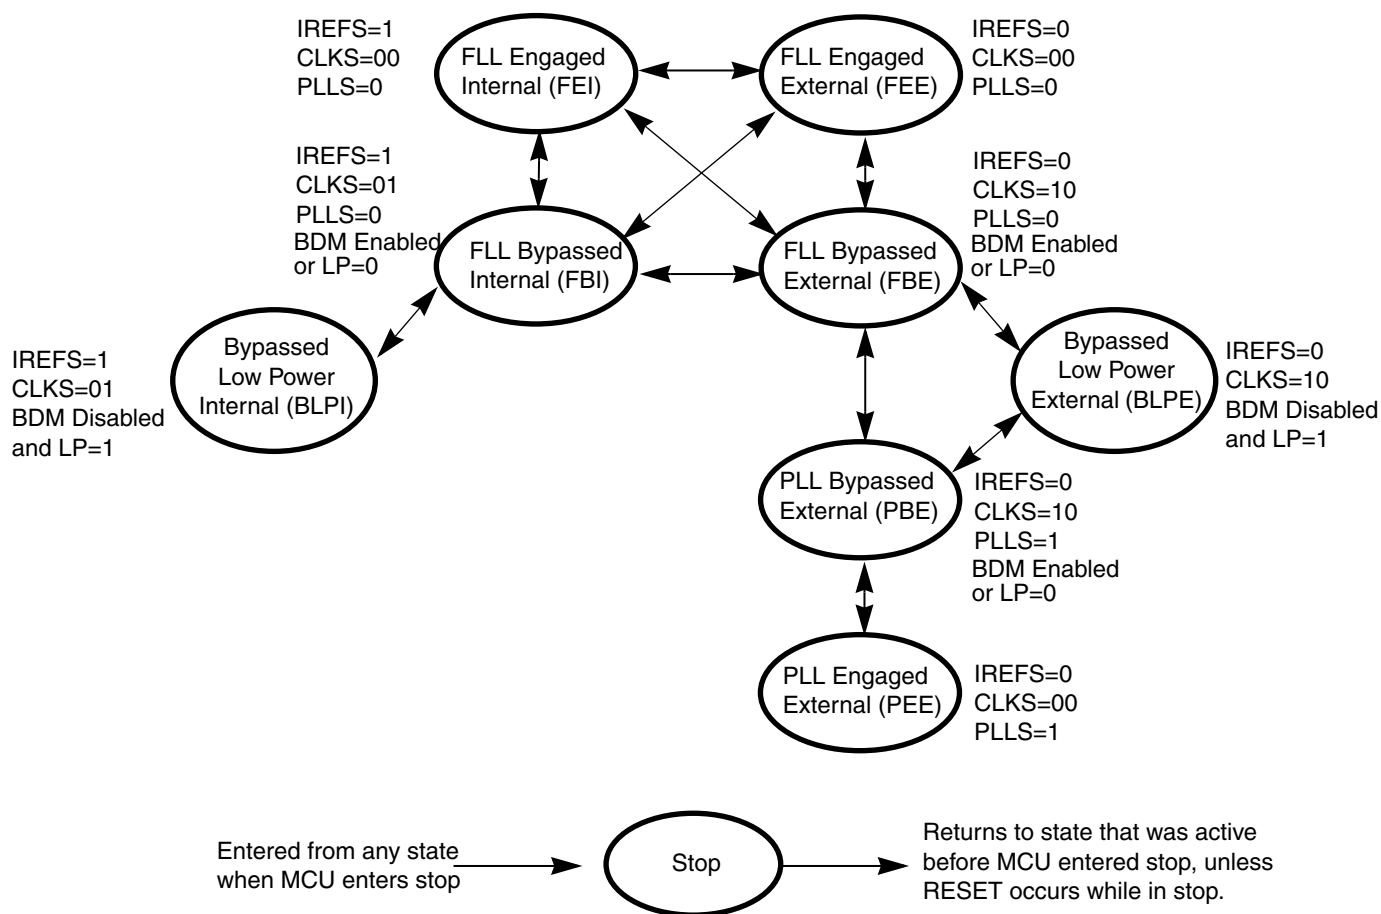 IREFS=1
CLKS=00
PLLS=0
FLL Engaged
Internal (FEI)
FLL Engaged
External (FEE)
IREFS=0
CLKS=00
PLLS=0
IREFS=1
CLKS=01
PLLS=0
BDM Enabled
or LP=0
FLL Bypassed
Internal (FBI)
FLL Bypassed
External (FBE)
IREFS=0
CLKS=10
PLLS=0
BDM Enabled
or LP=0
IREFS=1
CLKS=01
BDM Disabled
and LP=1
Bypassed
Low Power
Internal (BLPI)
Bypassed
Low Power
External (BLPE)
IREFS=0
CLKS=10
BDM Disabled
and LP=1
PLL Bypassed
External (PBE)
IREFS=0
CLKS=10
PLLS=1
BDM Enabled
or LP=0
PLL Engaged
External (PEE)
IREFS=0
CLKS=00
PLLS=1
Entered from any state
when MCU enters stop
Stop
Returns to state that was active
before MCU entered stop, unless
RESET occurs while in stop.